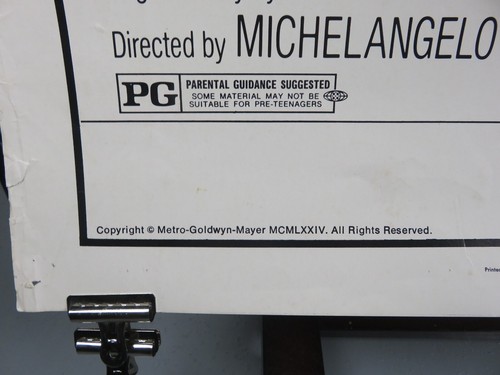 Directed by MICHELANGELO
PG
PARENTAL GUIDANCE SUGGESTED
SOME MATERIAL MAY NOT BE
SUITABLE FOR PRE-TEENAGERS
Copyright © Metro-Goldwyn-Mayer MCMLXXIV. All Rights Reserved.
Printed